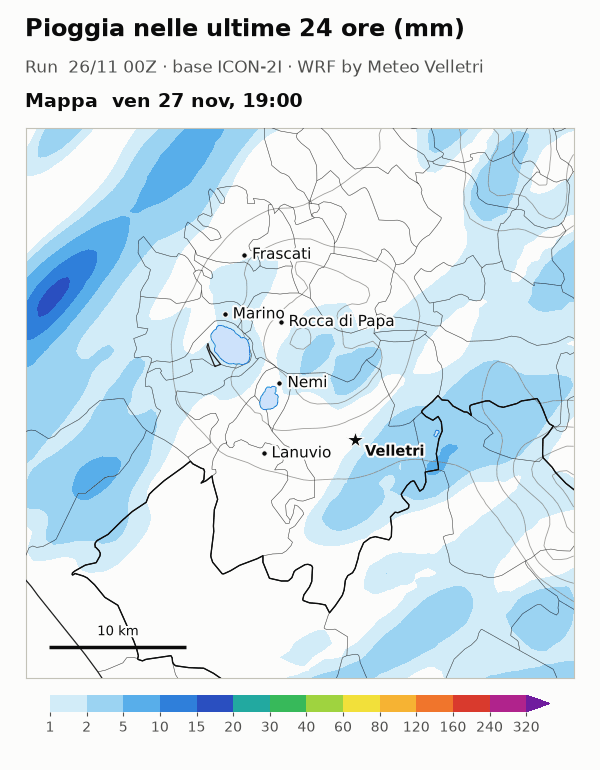 Pioggia nelle ultime 24 ore (mm)
Run  26/11 00Z · base ICON-2I · WRF by Meteo Velletri
Mappa  ven 27 nov, 19:00
Frascati
Marino
Rocca di Papa
Nemi
Velletri
Lanuvio
10 km
1 2 5 10 15 20 30 40 60 80 120 160 240 320